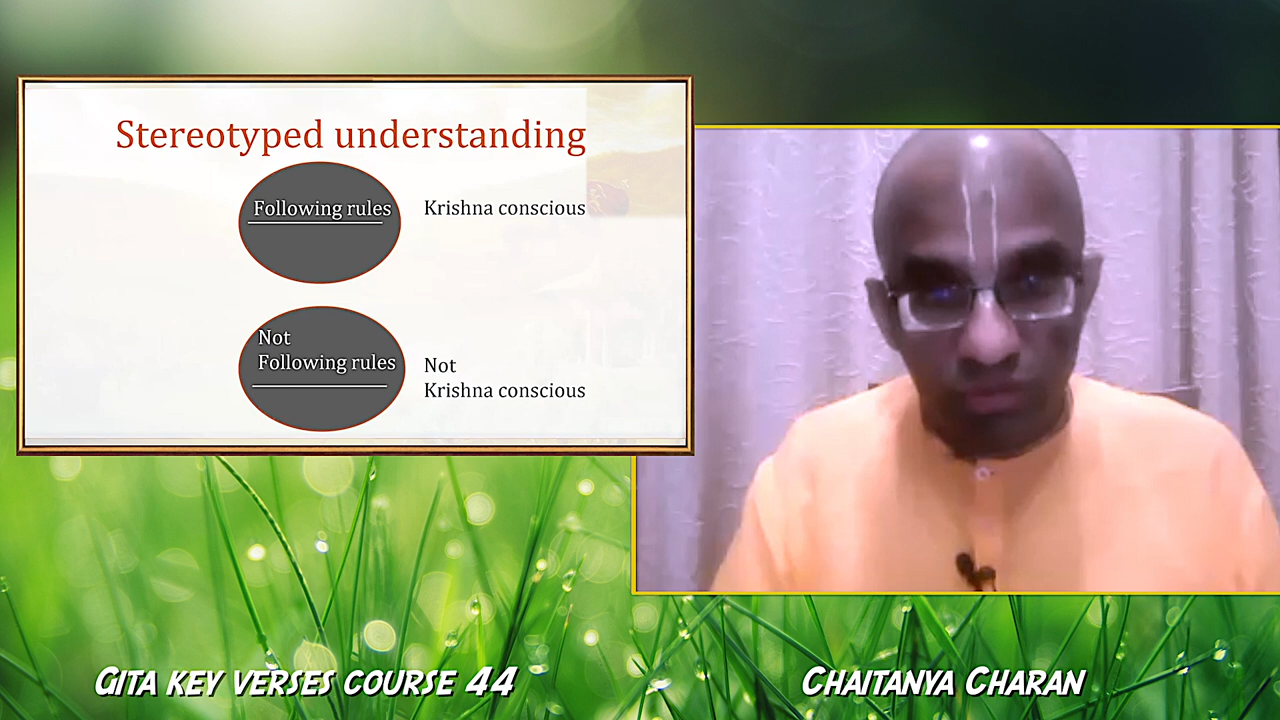 Stereotyped understanding
Following rules
Krishna conscious
Not
Following rules
Not
Krishna conscious
GITA KEY VERSES COURSE 44
CHAITANYA CHARAN